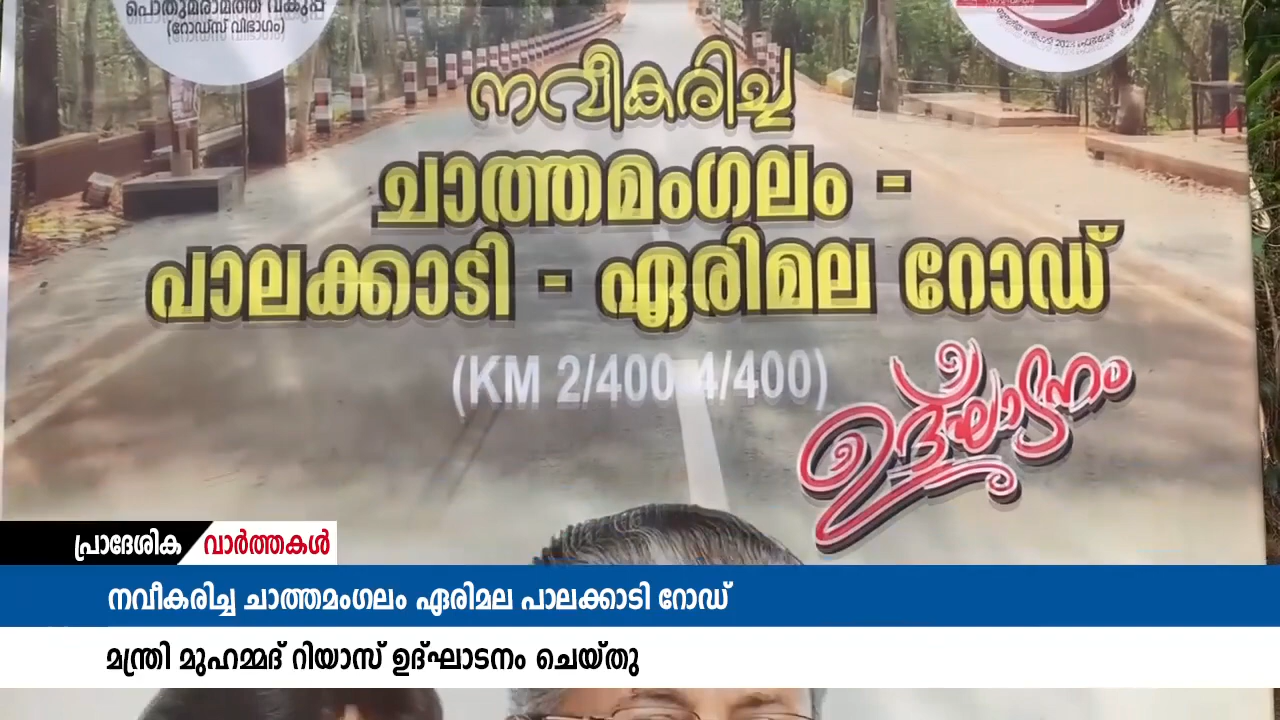 പൊതുമരാമത്ത് വകുപ്പ്
(റോഡ്സ് വിഭാഗം)
നവീകരിച്ച
ചാത്തമംഗലം -
പാലക്കാടി - ഏരിമല റോഡ്
(KM 2/400 4/400)
ഉദ്ഘാടനം
പ്രാദേശിക വാർത്തകൾ
നവീകരിച്ച ചാത്തമംഗലം ഏരിമല പാലക്കാടി റോഡ്
മന്ത്രി മുഹമ്മദ് റിയാസ് ഉദ്ഘാടനം ചെയ്തു